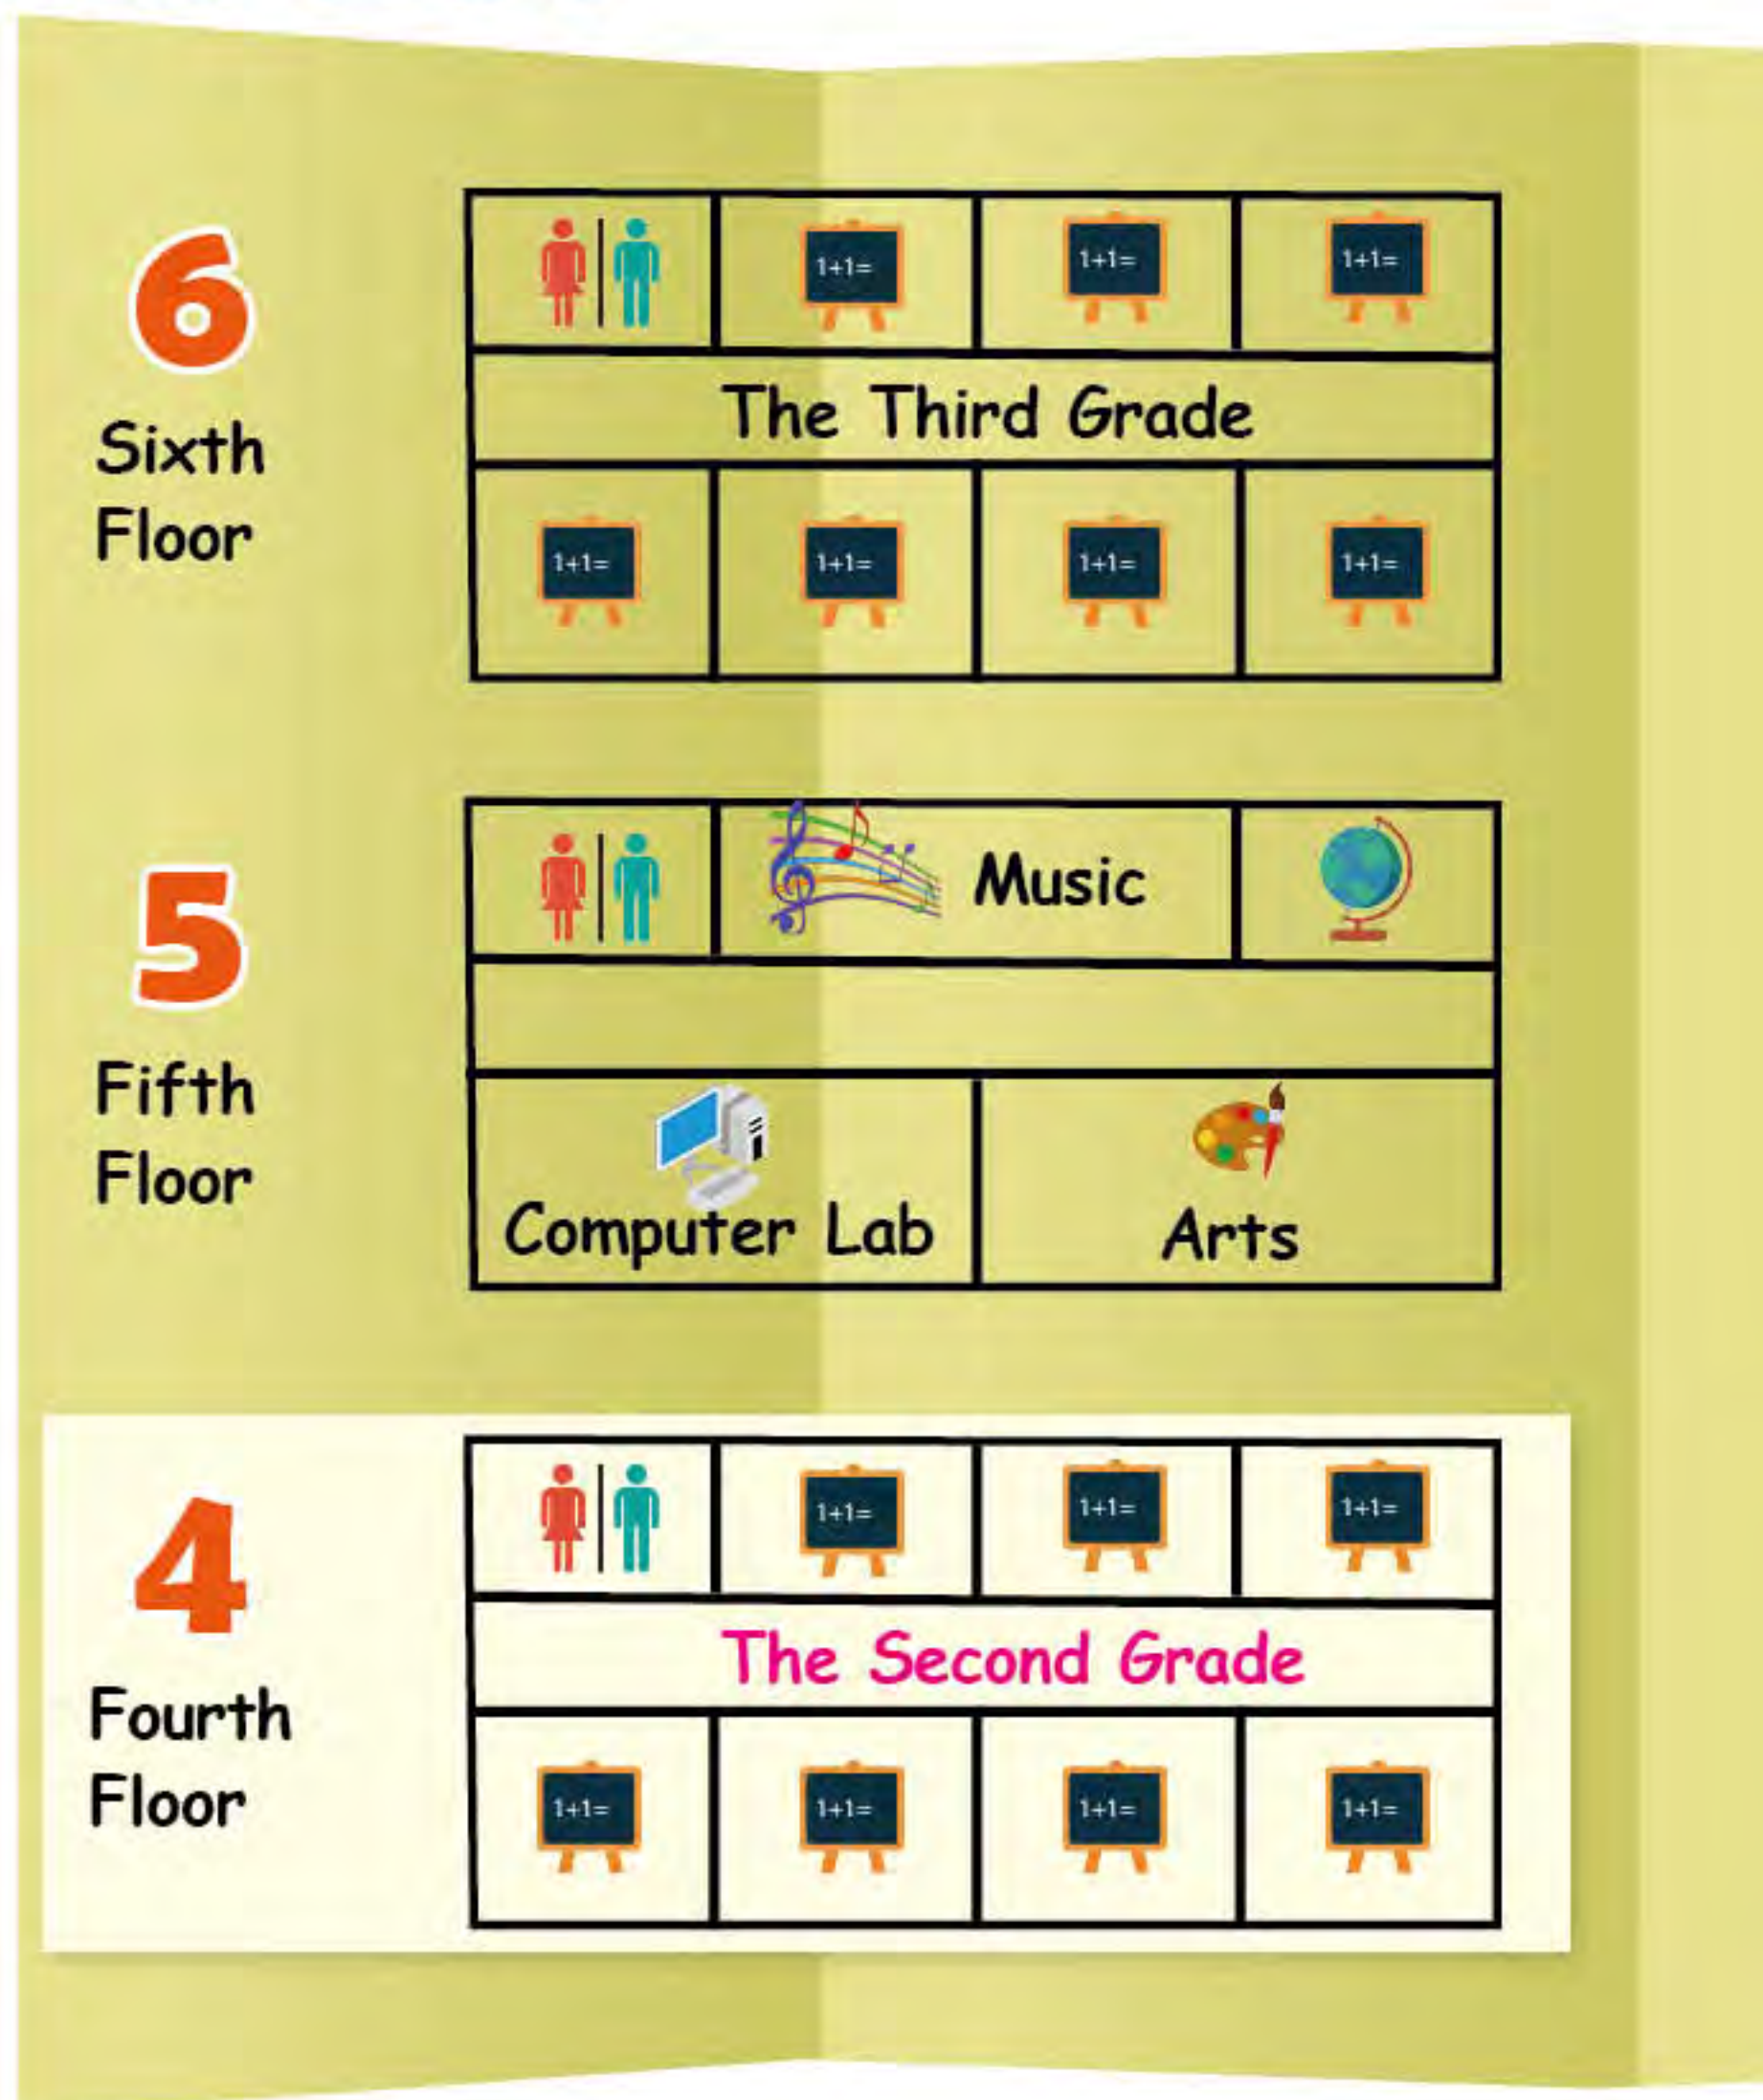 6
Sixth
Floor
1+1=
1+1=
1+1=
The Third Grade
1+1=
1+1=
1+1=
1+1=
5
Fifth
Floor
Music
Computer Lab
Arts
4
Fourth
Floor
1+1=
1+1=
1+1=
The Second Grade
1+1=
1+1=
1+1=
1+1=